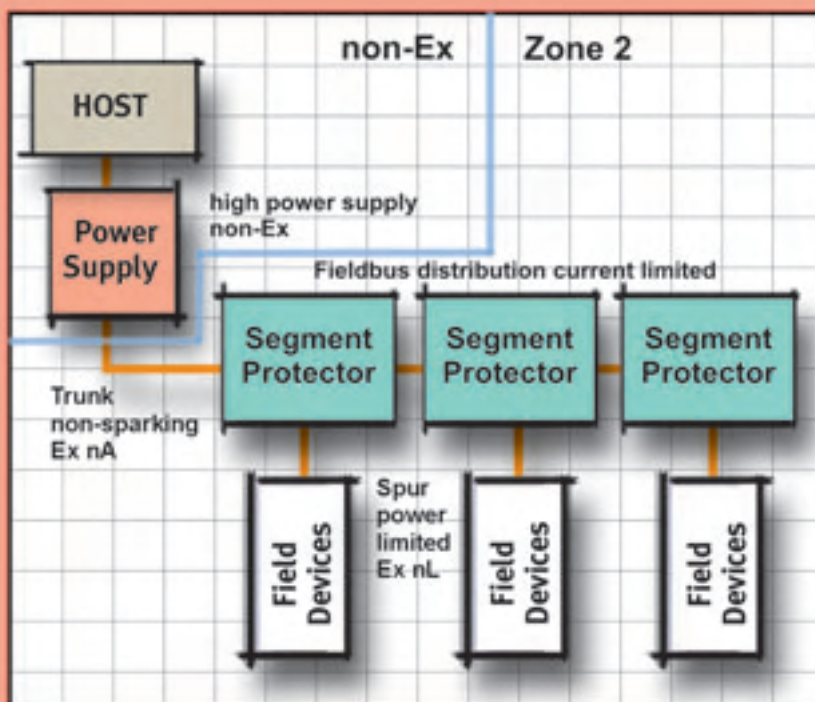 non-Ex
Zone 2
HOST
Power
Supply
high power supply
non-Ex
Fieldbus distribution current limited
Segment
Protector
Segment
Protector
Segment
Protector
Trunk
non-sparking
Ex nA
Spur
power
limited
Ex nL
Field
Devices
Field
Devices
Field
Devices